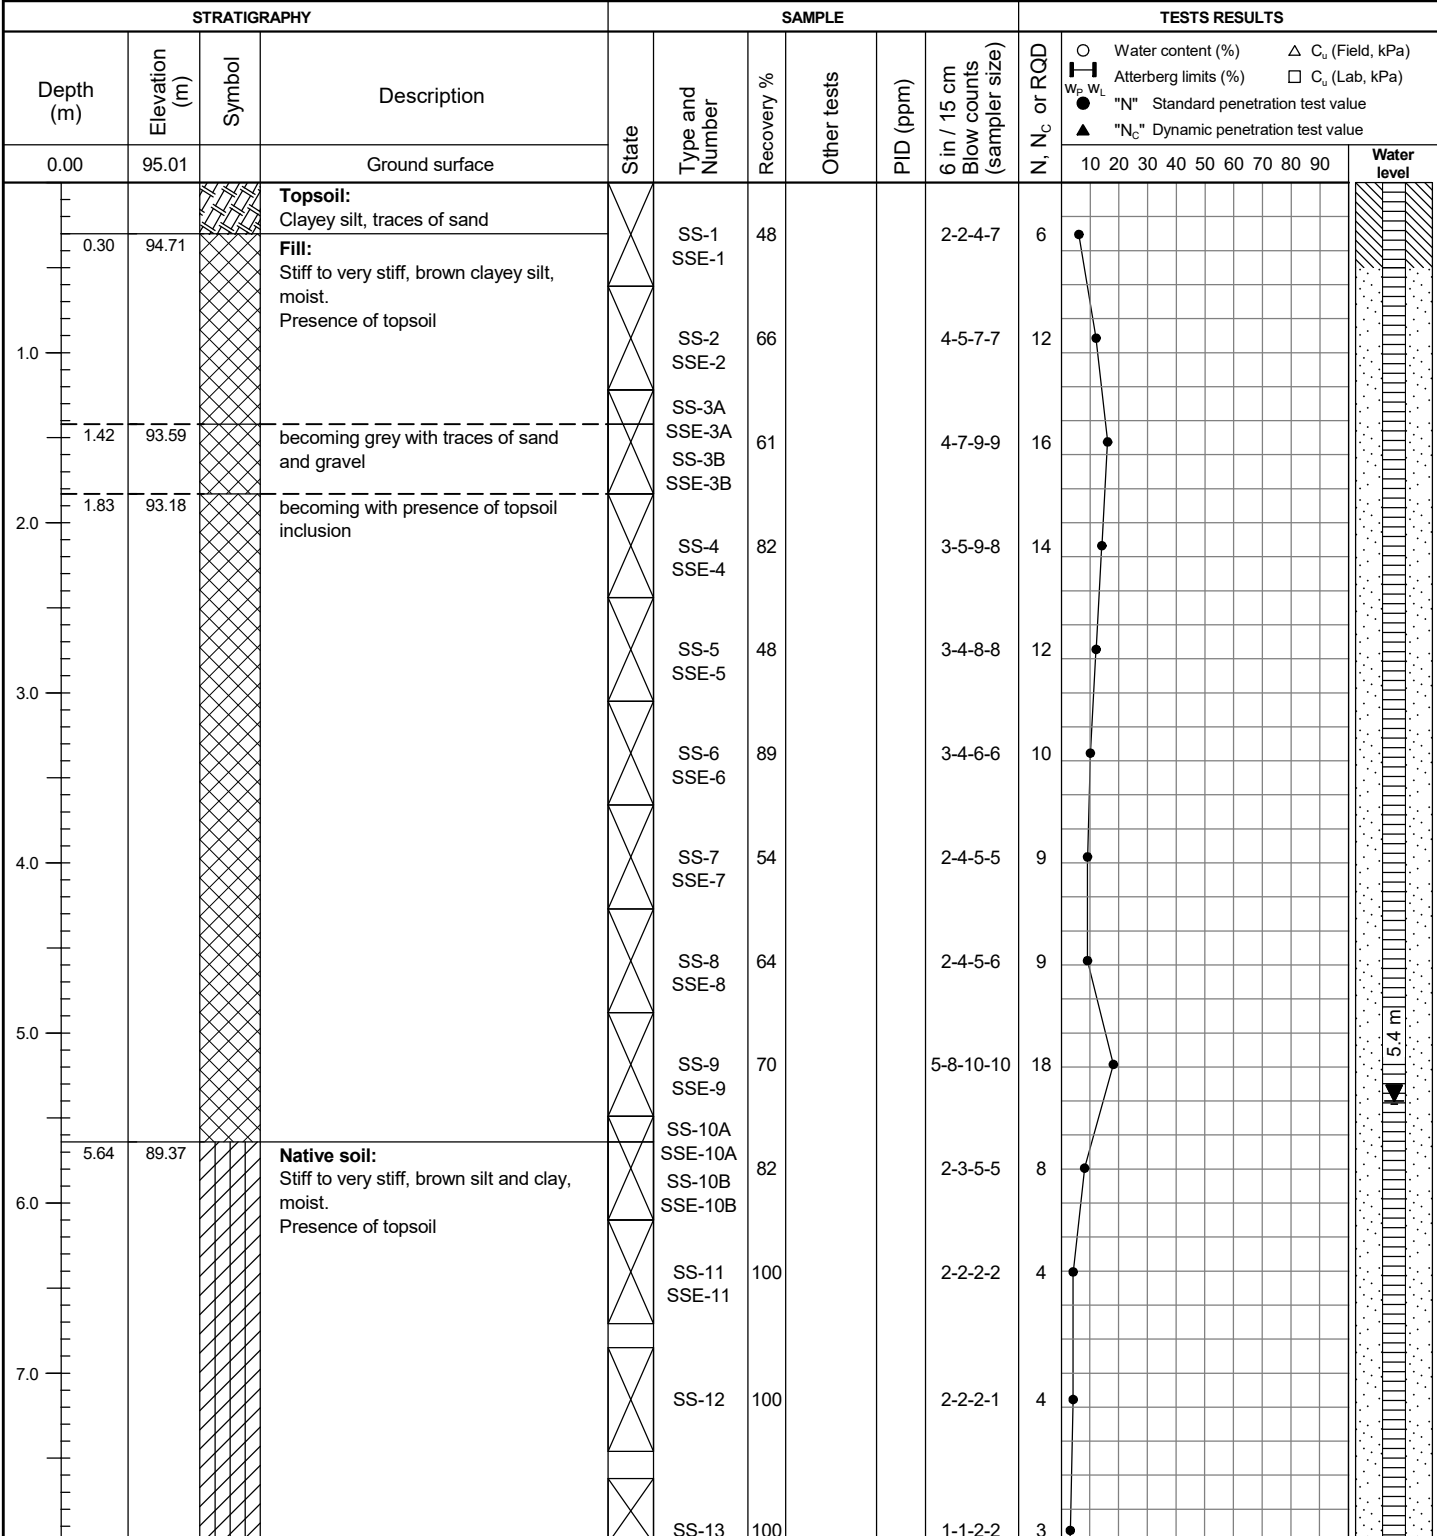 STRATIGRAPHY
SAMPLE
TESTS RESULTS
Depth
(m)
Elevation
(m)
Symbol
Description
State
Type and
Number
Recovery %
Other tests
PID (ppm)
6 in / 15 cm
Blow counts
(sampler size)
N, NC or RQD
Water content (%)
Cu (Field, kPa)
Atterberg limits (%)
Cu (Lab, kPa)
WP WL
"N" Standard penetration test value
"NC" Dynamic penetration test value
0.00
95.01
Ground surface
10 20 30 40 50 60 70 80 90
Water
level
Topsoil:
Clayey silt, traces of sand
0.30
94.71
Fill:
Stiff to very stiff, brown clayey silt,
moist.
Presence of topsoil
SS-1
SSE-1
48
2-2-4-7
6
1.0
SS-2
SSE-2
66
4-5-7-7
12
1.42
93.59
becoming grey with traces of sand
and gravel
SS-3A
SSE-3A
SS-3B
SSE-3B
61
4-7-9-9
16
1.83
93.18
becoming with presence of topsoil
inclusion
2.0
SS-4
SSE-4
82
3-5-9-8
14
SS-5
SSE-5
48
3-4-8-8
12
3.0
SS-6
SSE-6
89
3-4-6-6
10
4.0
SS-7
SSE-7
54
2-4-5-5
9
SS-8
SSE-8
64
2-4-5-6
9
5.0
SS-9
SSE-9
70
5-8-10-10
18
5.4 m
5.64
89.37
Native soil:
Stiff to very stiff, brown silt and clay,
moist.
Presence of topsoil
SS-10A
SSE-10A
SS-10B
SSE-10B
82
2-3-5-5
8
6.0
SS-11
SSE-11
100
2-2-2-2
4
7.0
SS-12
100
2-2-2-1
4
SS-13
100
1-1-2-2
3